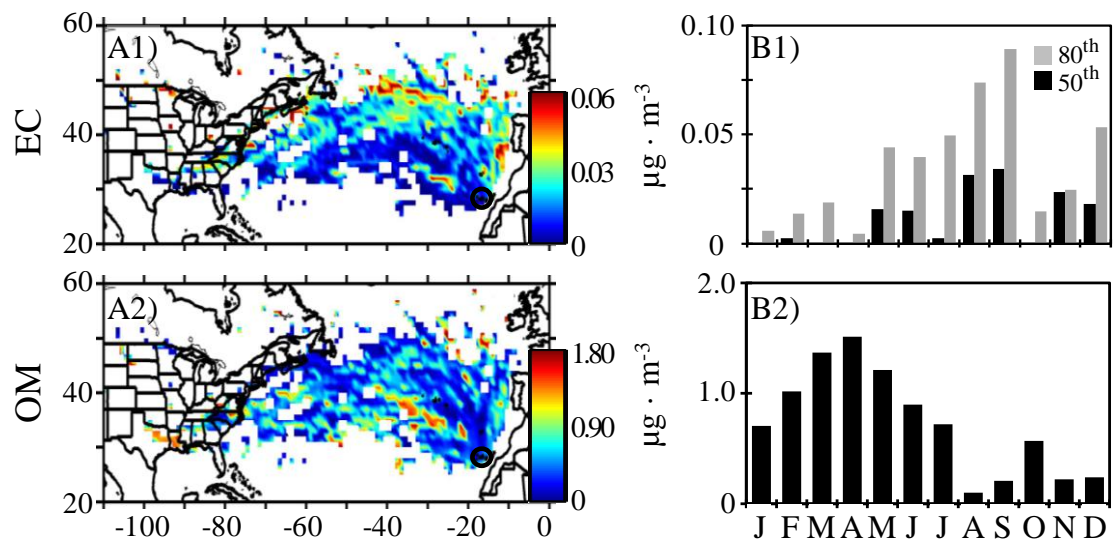 EC
A1)
60
40
20
0.06
0.03
0
µg · m-3
B1)
0.10
0.05
0
80th
50th
OM
A2)
60
40
20
1.80
0.90
0
-100 -80 -60 -40 -20 0
µg · m-3
B2)
2.0
1.0
0
J F M A M J J A S O N D